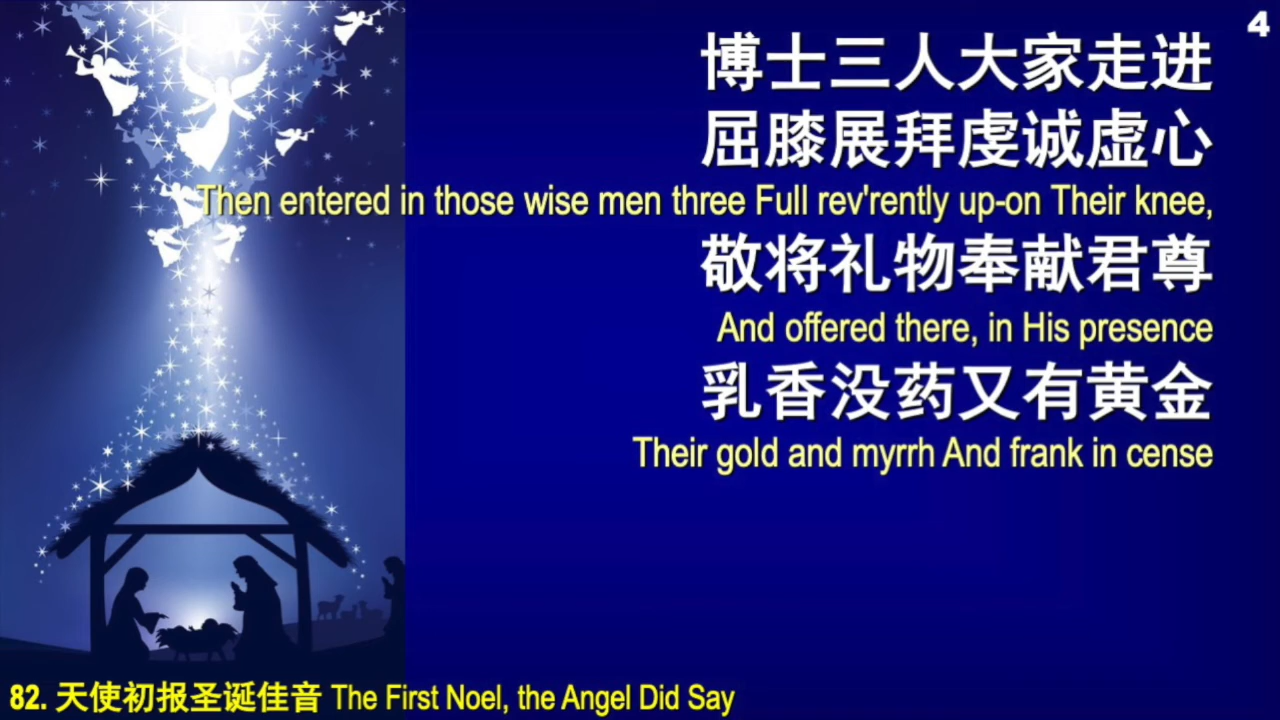 4
博士三人大家走进
屈膝展拜虔诚虚心
Then entered in those wise men three Full rev'rently up-on Their knee,
敬将礼物奉献君尊
And offered there, in His presence
乳香没药又有黄金
Their gold and myrrh And frank in cense
82. 天使初报圣诞佳音 The First Noel, the Angel Did Say